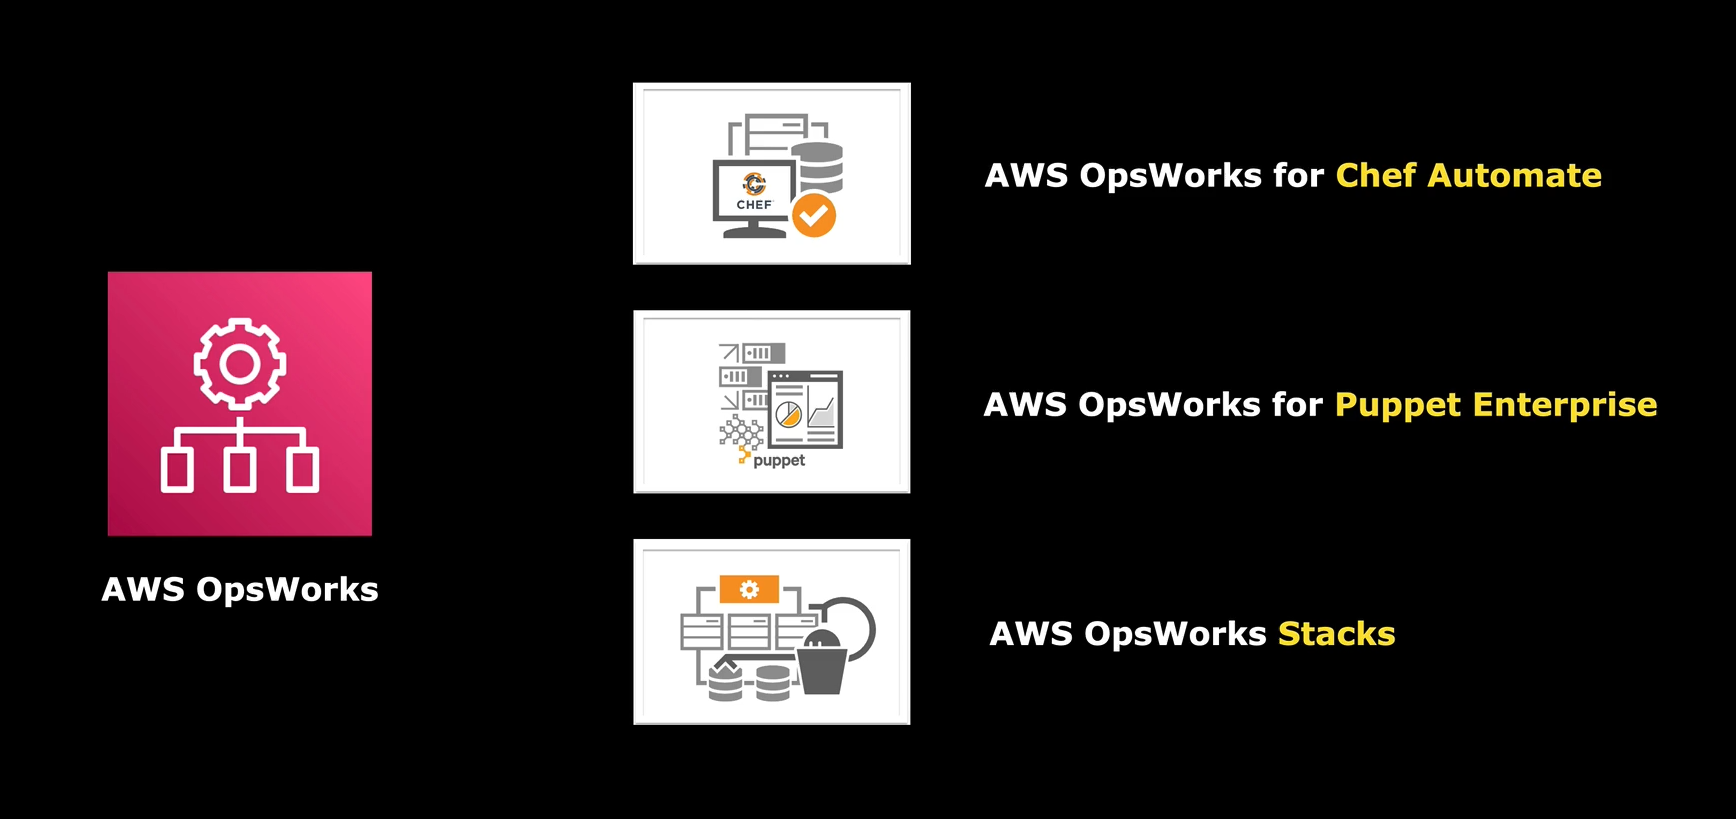 CHEF
AWS OpsWorks for Chef Automate
puppet
AWS OpsWorks for Puppet Enterprise
AWS OpsWorks
AWS OpsWorks Stacks